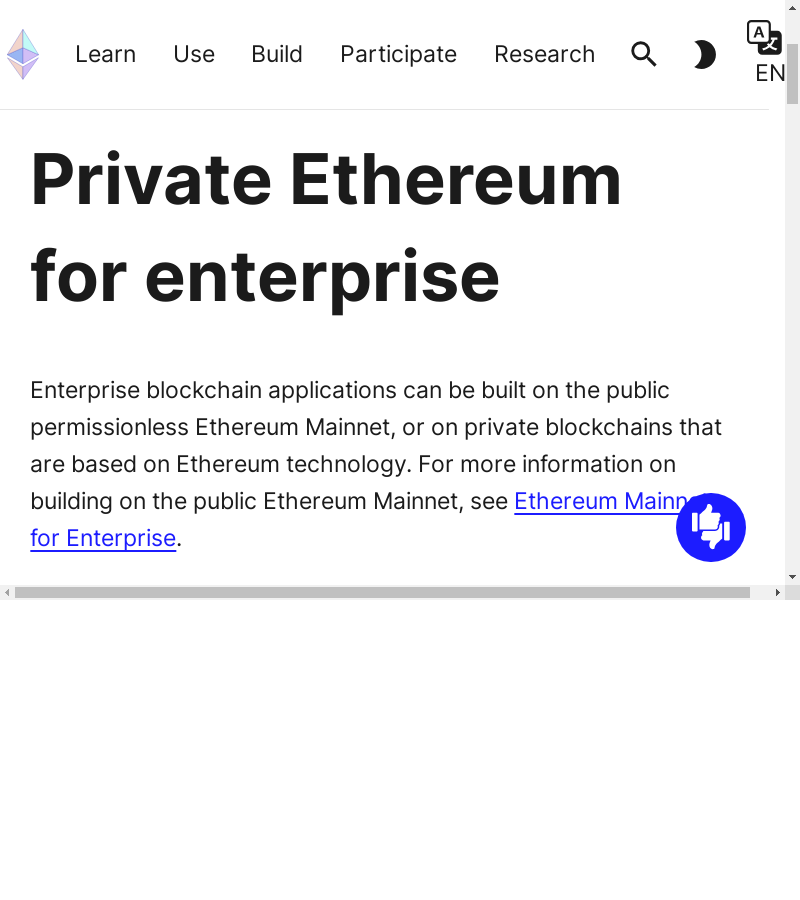 Learn Use Build Participate Research
A
文
EN
Private Ethereum
for enterprise
Enterprise blockchain applications can be built on the public
permissionless Ethereum Mainnet, or on private blockchains that
are based on Ethereum technology. For more information on
building on the public Ethereum Mainnet, see Ethereum Mainnet
for Enterprise.